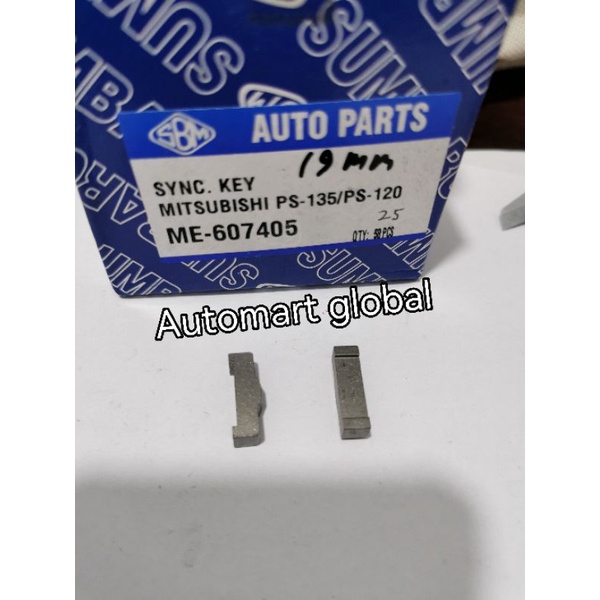 SBM
AUTO PARTS
19 mm
SYNC. KEY
MITSUBISHI PS-135/PS-120
25
ME-607405
QTY: 50 PCS
Automart global